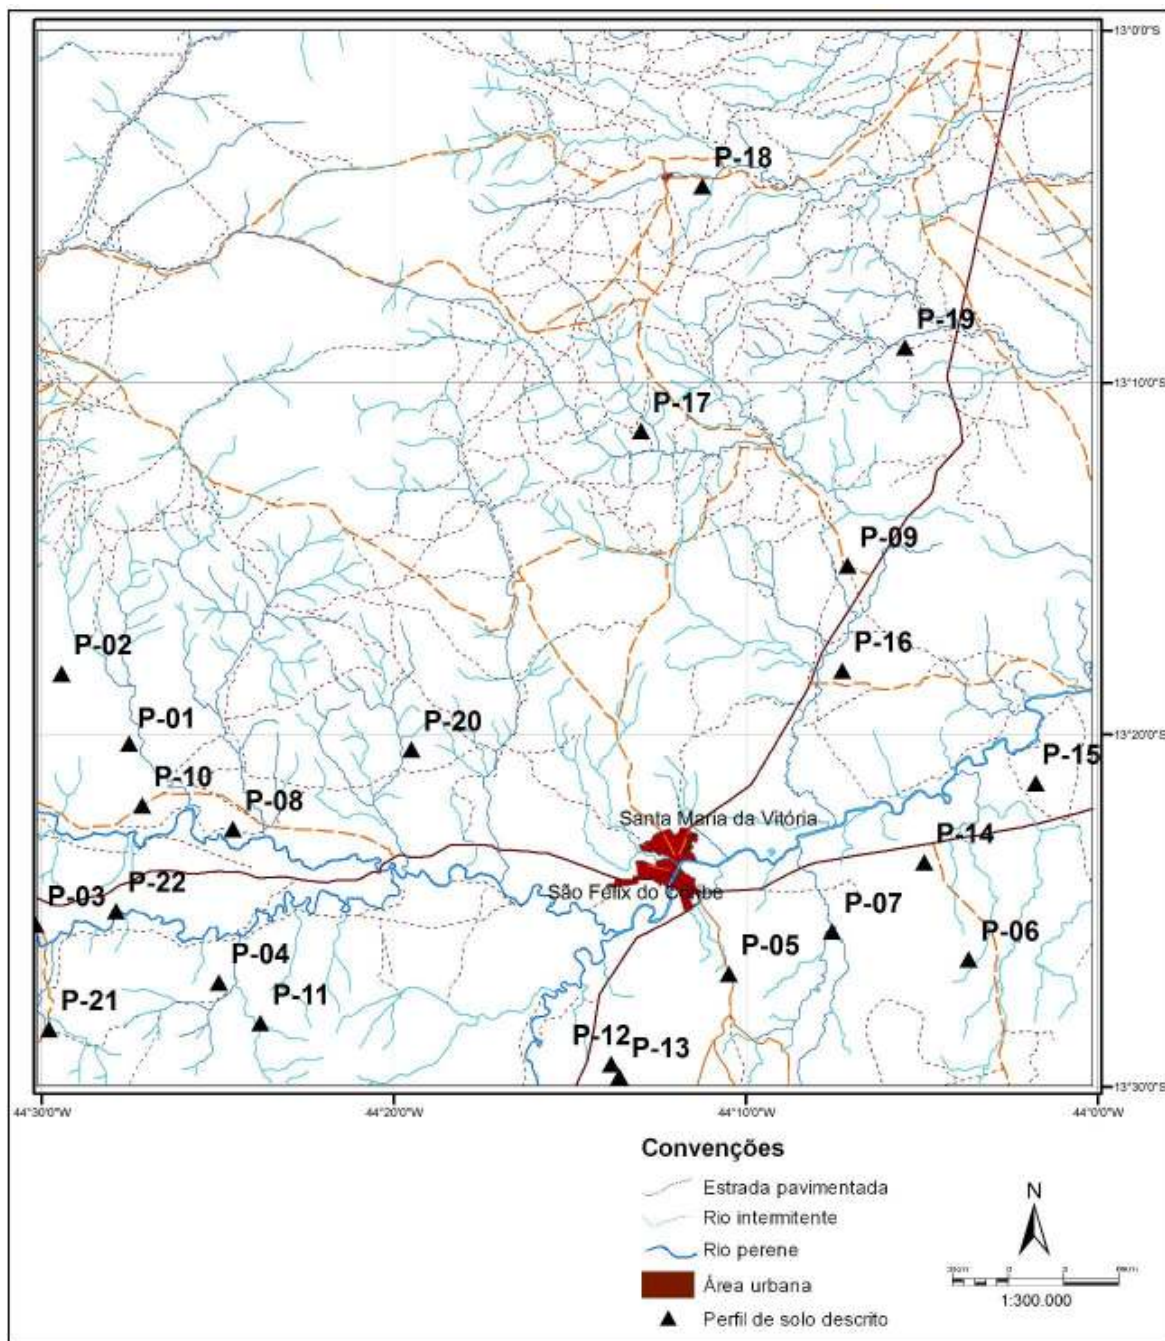 13°0'0"S
P-18
P-19
13°10'0"S
P-17
P-09
P-02
P-16
P-01
P-20
13°20'0"S
P-15
P-10
P-08
Santa Maria da Vitória
P-14
P-03
P-22
São Félix do Coribe
P-07
P-04
P-05
P-06
P-21
P-11
P-12
P-13
13°30'0"S
44°30'0"W
44°20'0"W
44°10'0"W
44°0'0"W
Convenções
Estrada pavimentada
Rio intermitente
Rio perene
Área urbana
Perfil de solo descrito
N
0
1:300.000